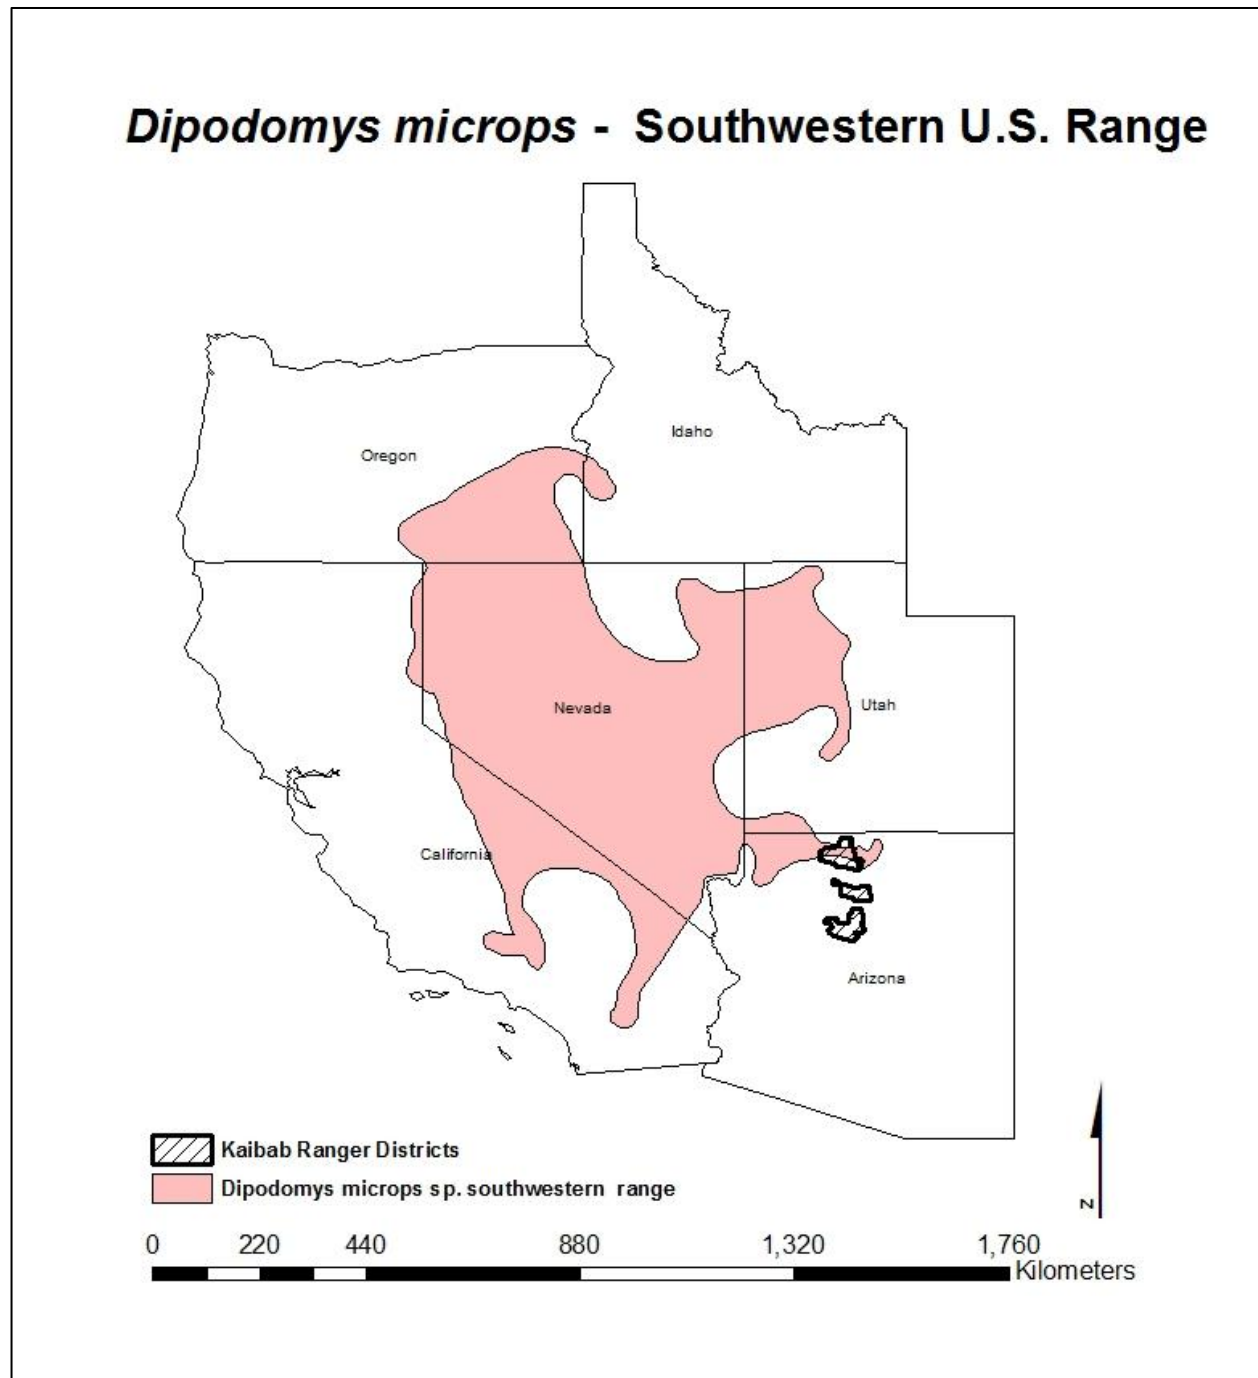 Dipodomys microps - Southwestern U.S. Range
Idaho
Oregon
Nevada
Utah
California
Arizona
Kaibab Ranger Districts
Dipodomys microps sp. southwestern range
N
0 220 440 880 1,320 1,760
Kilometers